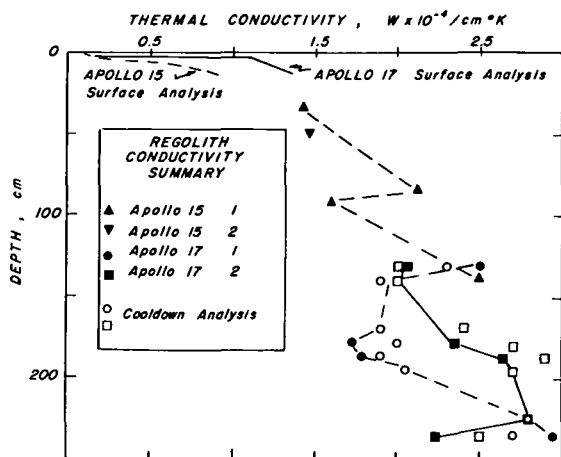 THERMAL CONDUCTIVITY , W x 10⁻⁴/cm °K
0.5 1.5 2.5
0
APOLLO 15
Surface Analysis
APOLLO 17 Surface Analysis
REGOLITH
CONDUCTIVITY
SUMMARY
Apollo 15 1
Apollo 15 2
Apollo 17 1
Apollo 17 2
Cooldown Analysis
DEPTH , cm
100
200